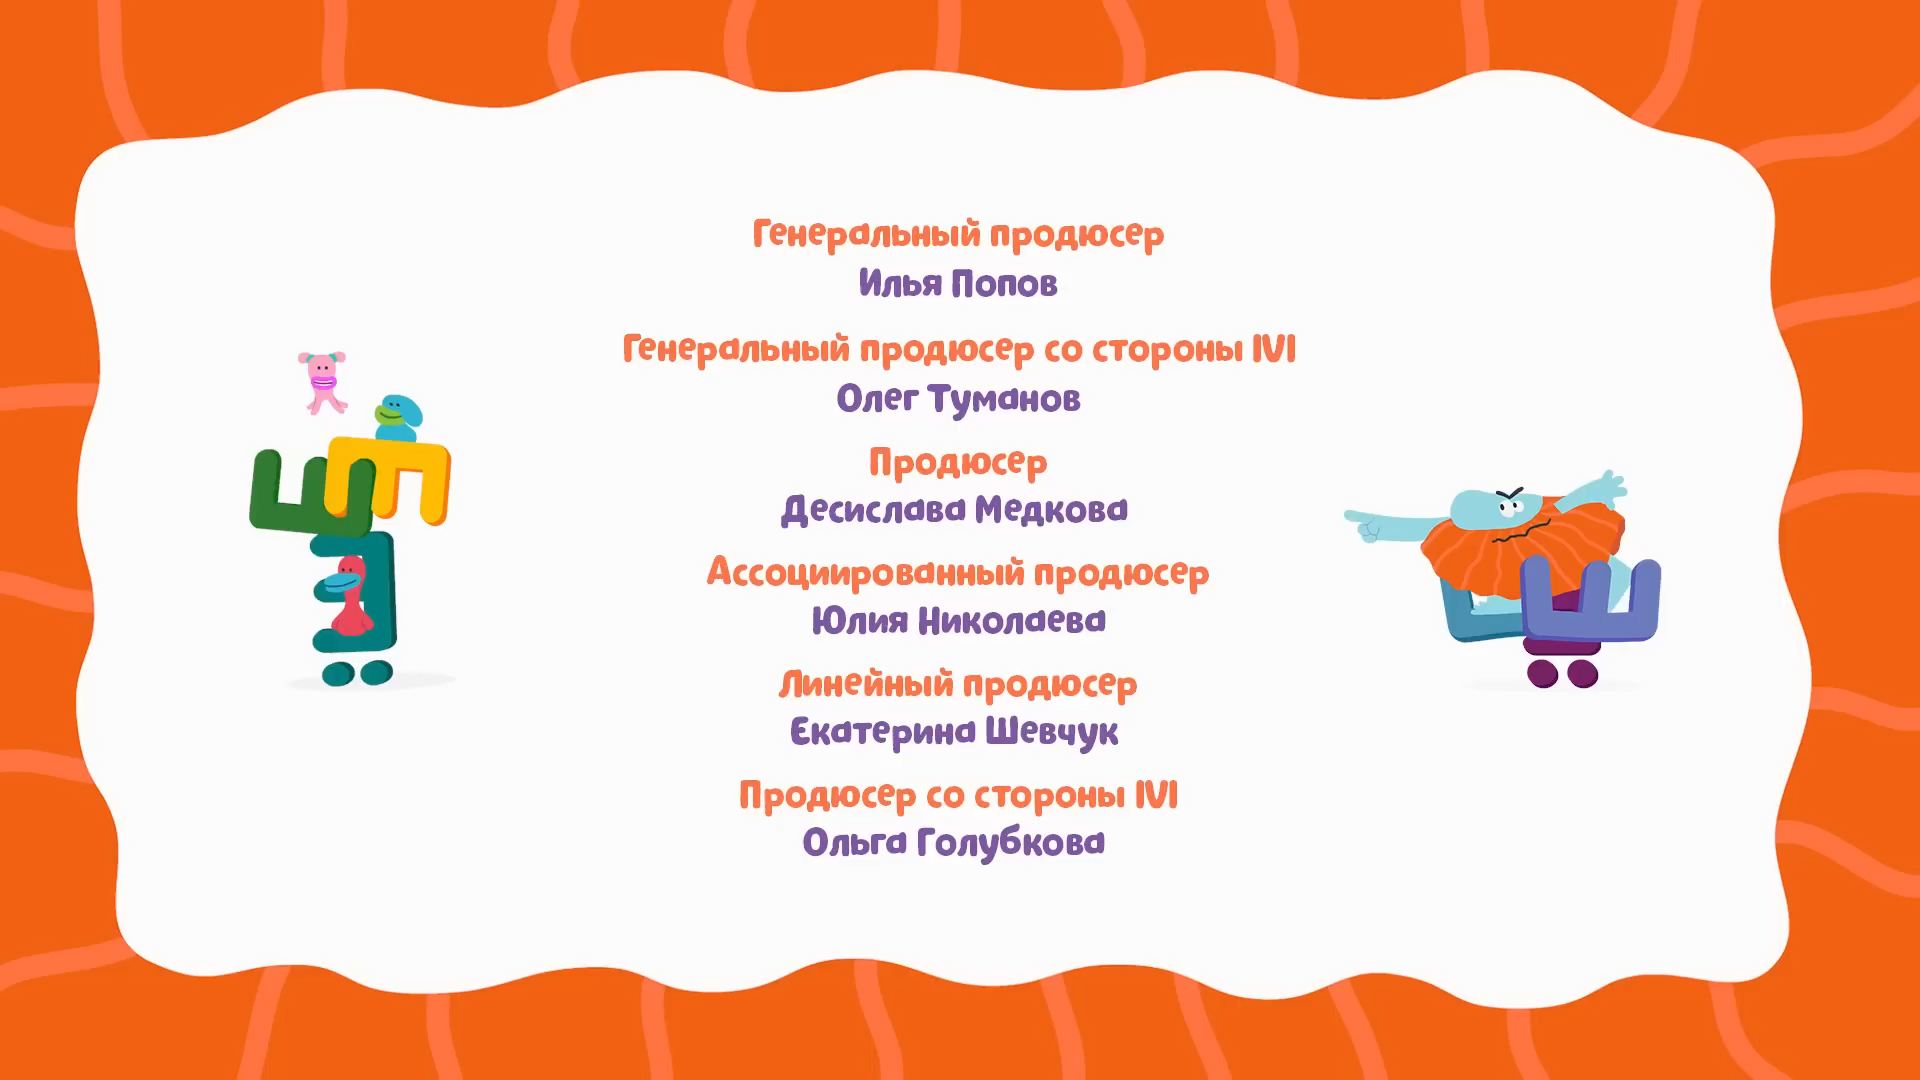 Генеральный продюсер
Илья Попов
Генеральный продюсер со стороны IVI
Олег Туманов
Продюсер
Десислава Медкова
Ассоциированный продюсер
Юлия Николаева
Линейный продюсер
Екатерина Шевчук
Продюсер со стороны IVI
Ольга Голубкова